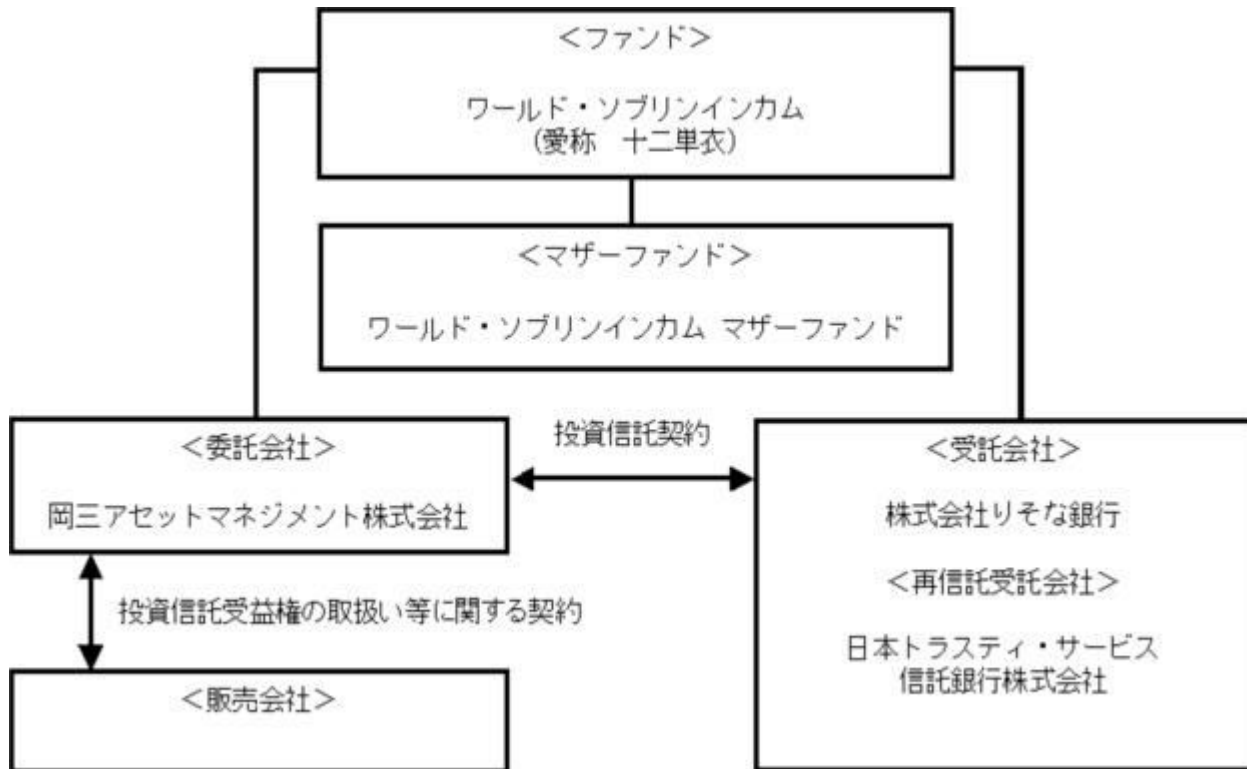 ＜ファンド＞
ワールド・ソブリンインカム
(愛称　十二単衣)
＜マザーファンド＞
ワールド・ソブリンインカム マザーファンド
＜委託会社＞
岡三アセットマネジメント株式会社
投資信託契約
＜受託会社＞
株式会社りそな銀行
＜再信託受託会社＞
日本トラスティ・サービス
信託銀行株式会社
投資信託受益権の取扱い等に関する契約
＜販売会社＞